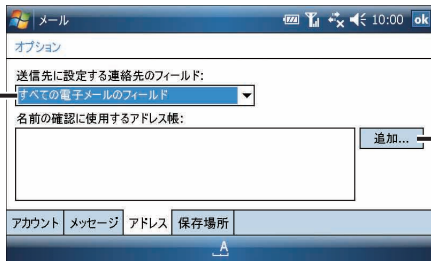 メール 10:00 ok
オプション
送信先に設定する連絡先のフィールド:
すべての電子メールのフィールド
名前の確認に使用するアドレス帳:
追加...
アカウント メッセージ アドレス 保存場所
A